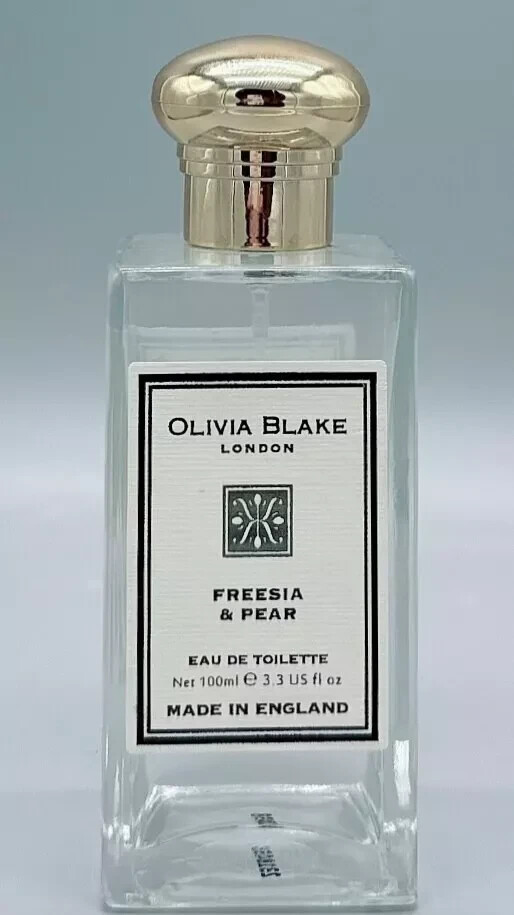 OLIVIA BLAKE
LONDON
FREESIA
& PEAR
EAU DE TOILETTE
Net 100ml ℮ 3.3 US fl oz
MADE IN ENGLAND